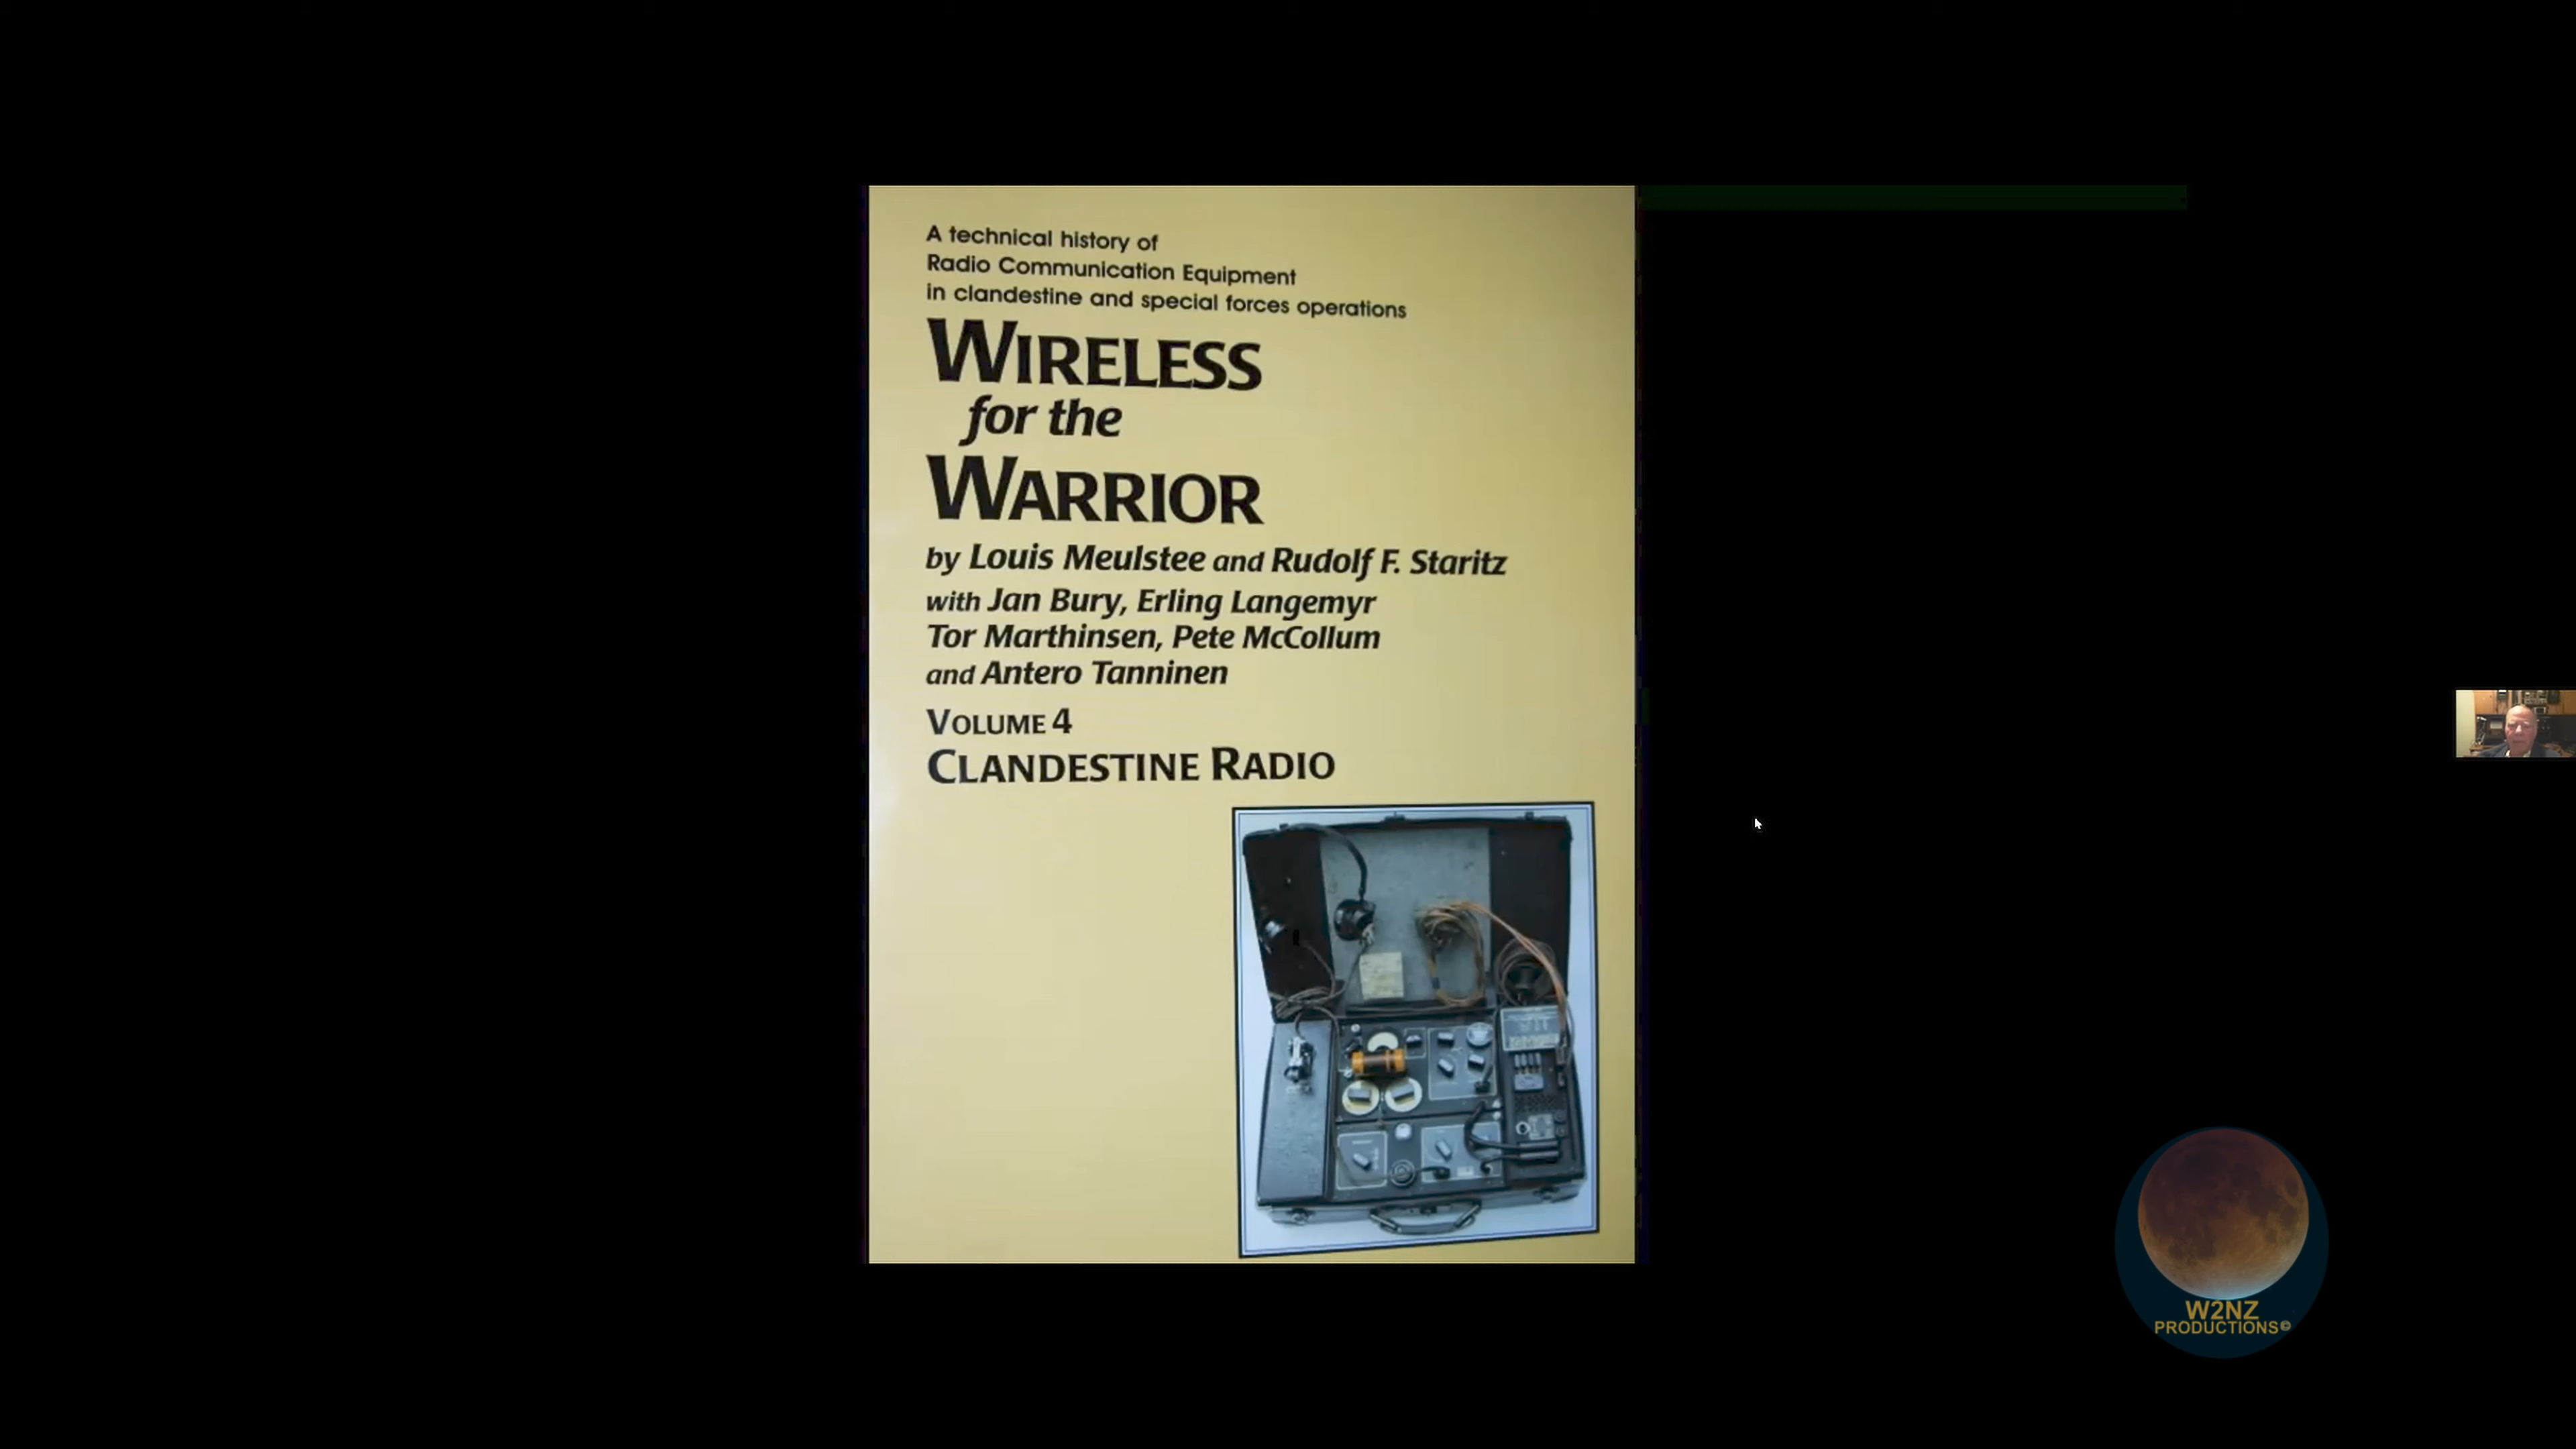 A technical history of
Radio Communication Equipment
in clandestine and special forces operations
WIRELESS
for the
WARRIOR
by Louis Meulstee and Rudolf F. Staritz
with Jan Bury, Erling Langemyr
Tor Marthinsen, Pete McCollum
and Antero Tanninen
VOLUME 4
CLANDESTINE RADIO
W2NZ
PRODUCTIONS©